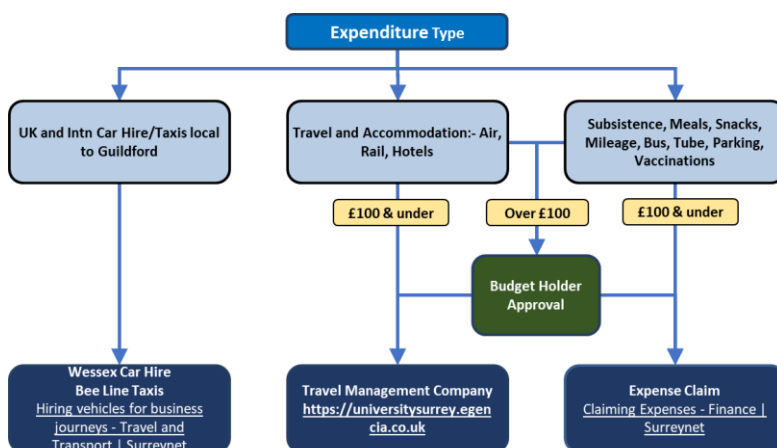 Expenditure Type
UK and Intn Car Hire/Taxis local
to Guildford
Travel and Accommodation:- Air,
Rail, Hotels
Subsistence, Meals, Snacks,
Mileage, Bus, Tube, Parking,
Vaccinations
£100 & under
Over £100
£100 & under
Budget Holder
Approval
Wessex Car Hire
Bee Line Taxis
Hiring vehicles for business
journeys - Travel and
Transport | Surreynet
Travel Management Company
https://universitysurrey.egen
cia.co.uk
Expense Claim
Claiming Expenses - Finance |
Surreynet